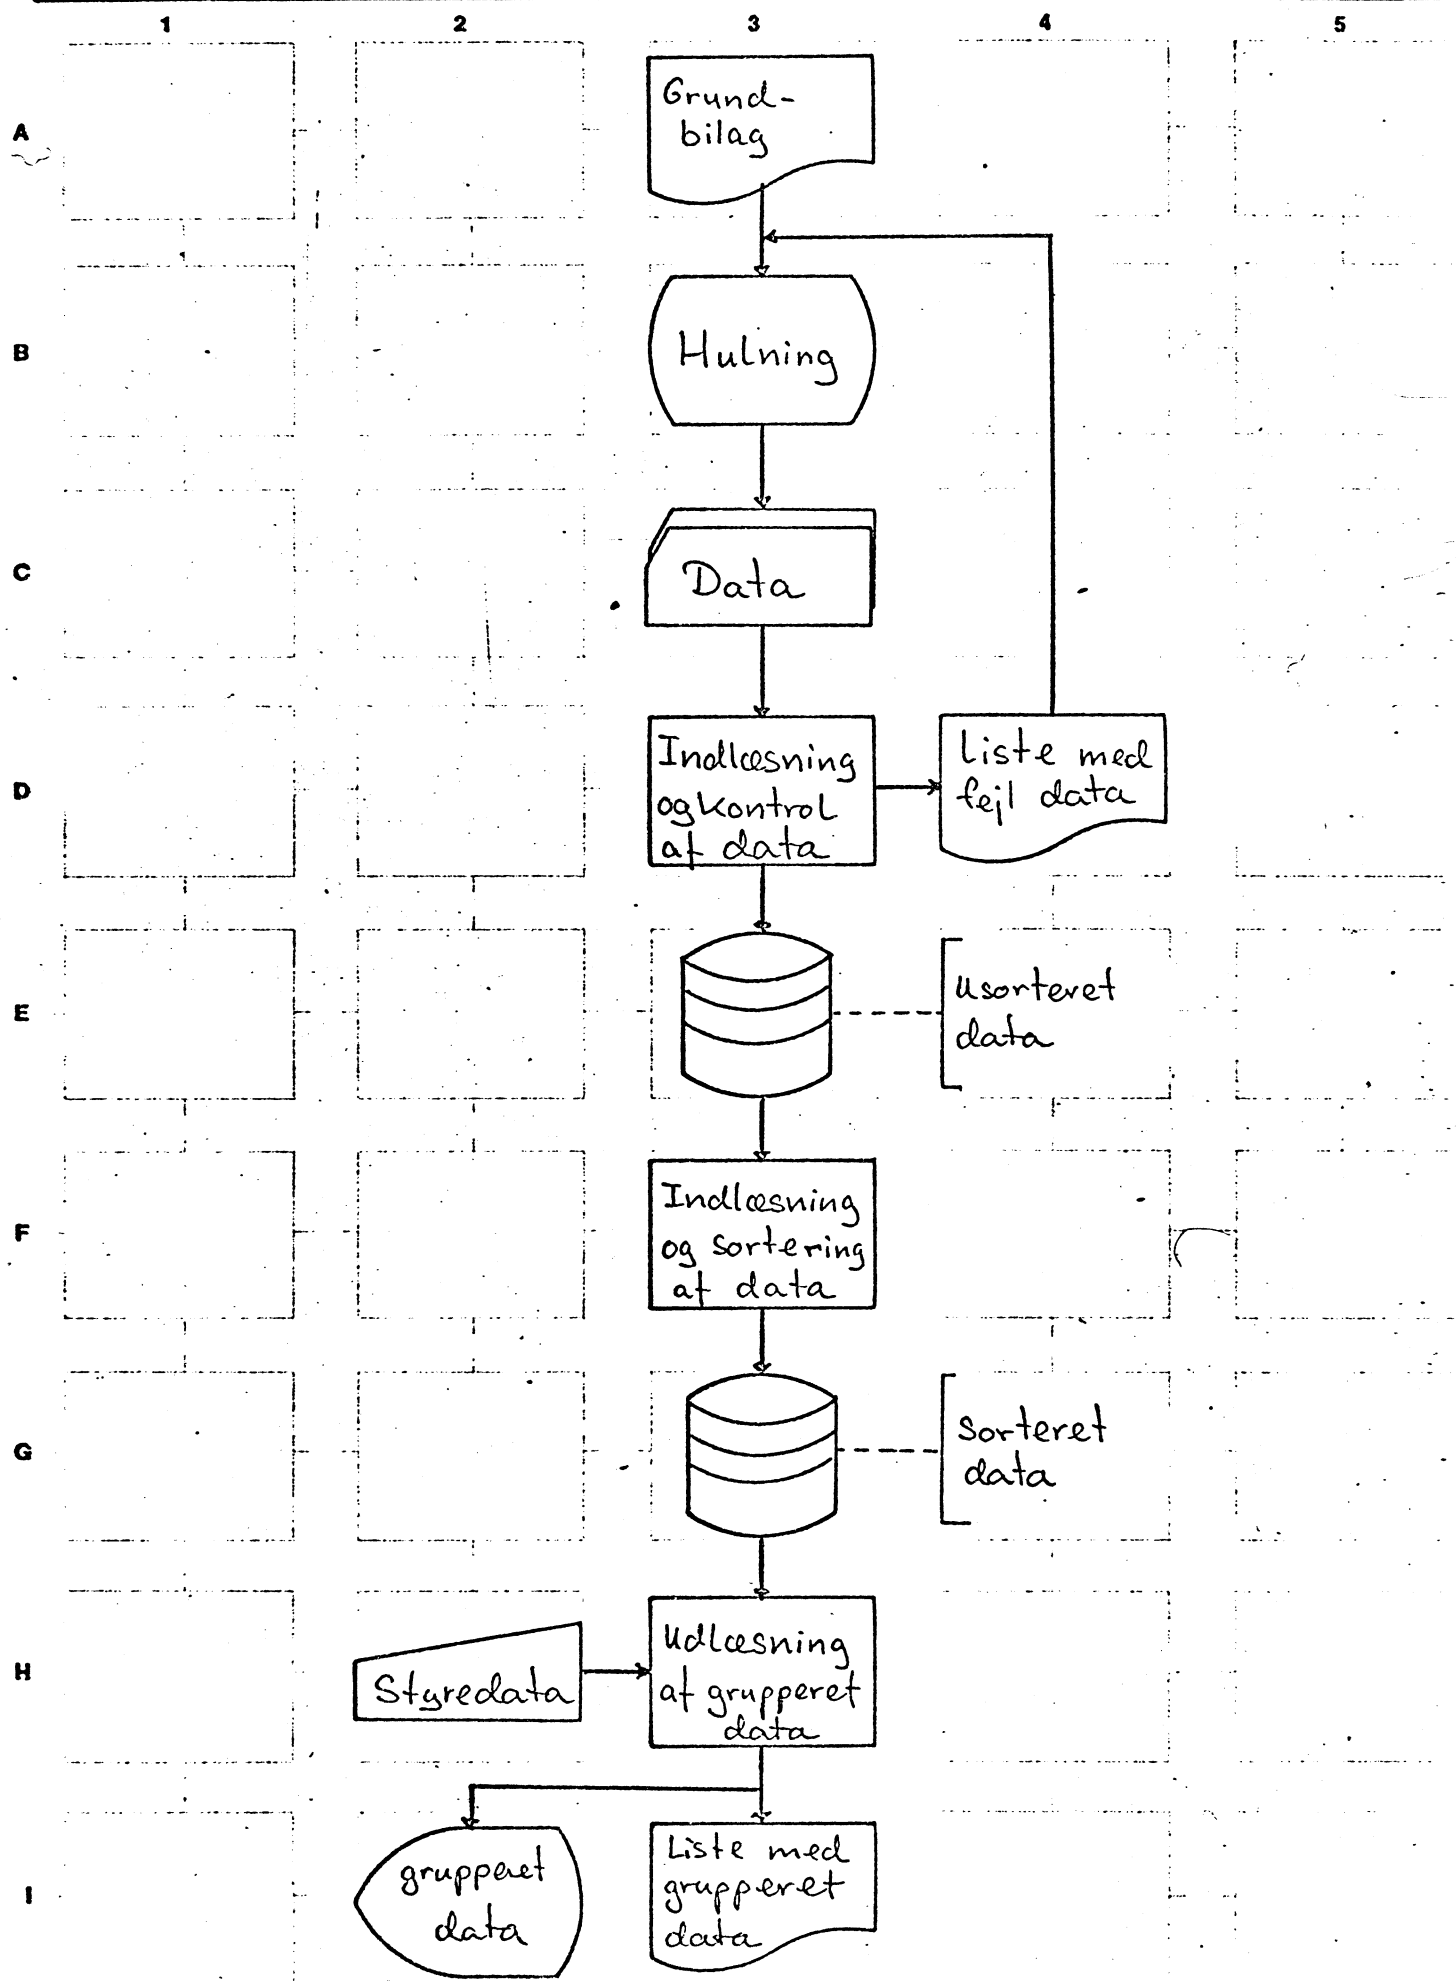 1 2 3 4 5
A
Grund-
bilag
B
Hulning
C
Data
D
Indlæsning
og kontrol
af data
Liste med
fejl data
E
Usorteret
data
F
Indlæsning
og sortering
af data
G
Sorteret
data
H
Styredata
Udlæsning
af grupperet
data
I
grupperet
data
Liste med
grupperet
data